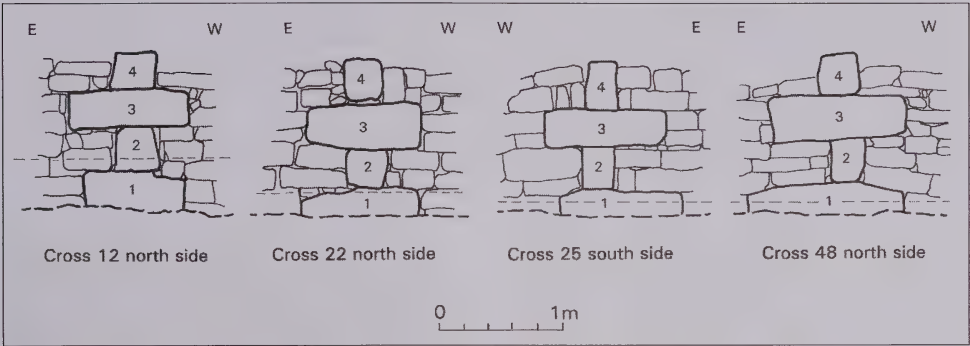 E W E W W E E W
4 4 4 4
3 3 3 3
2 2 2 2
1 1 1 1
Cross 12 north side Cross 22 north side Cross 25 south side Cross 48 north side
0 1m